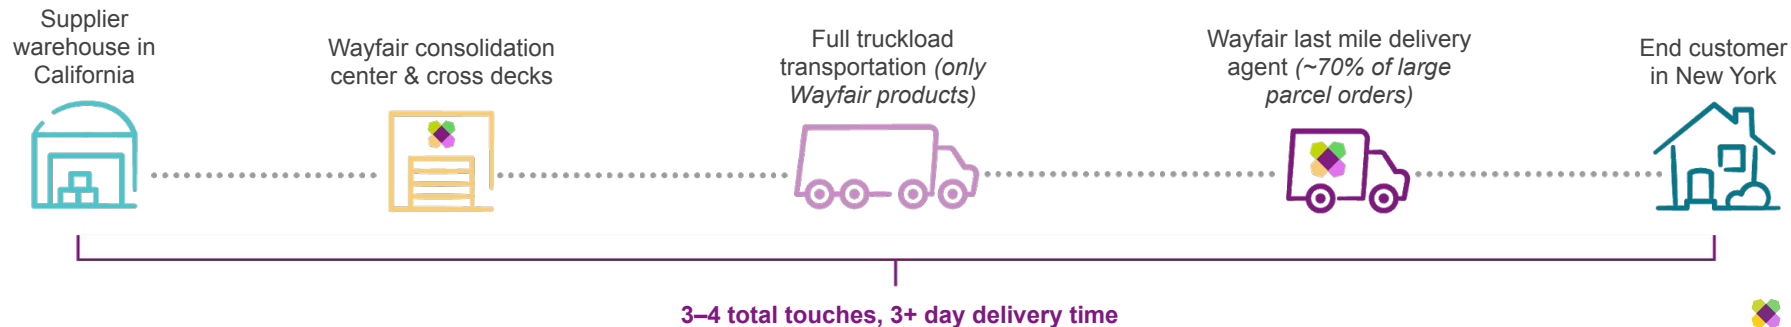 Supplier
warehouse in
California
Wayfair consolidation
center & cross decks
Full truckload
transportation (only
Wayfair products)
Wayfair last mile delivery
agent (~70% of large
parcel orders)
End customer
in New York
3–4 total touches, 3+ day delivery time